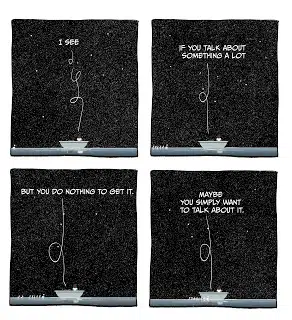 I SEE
IF YOU TALK ABOUT
SOMETHING A LOT
BUT YOU DO NOTHING TO GET IT.
MAYBE
YOU SIMPLY WANT
TO TALK ABOUT IT.